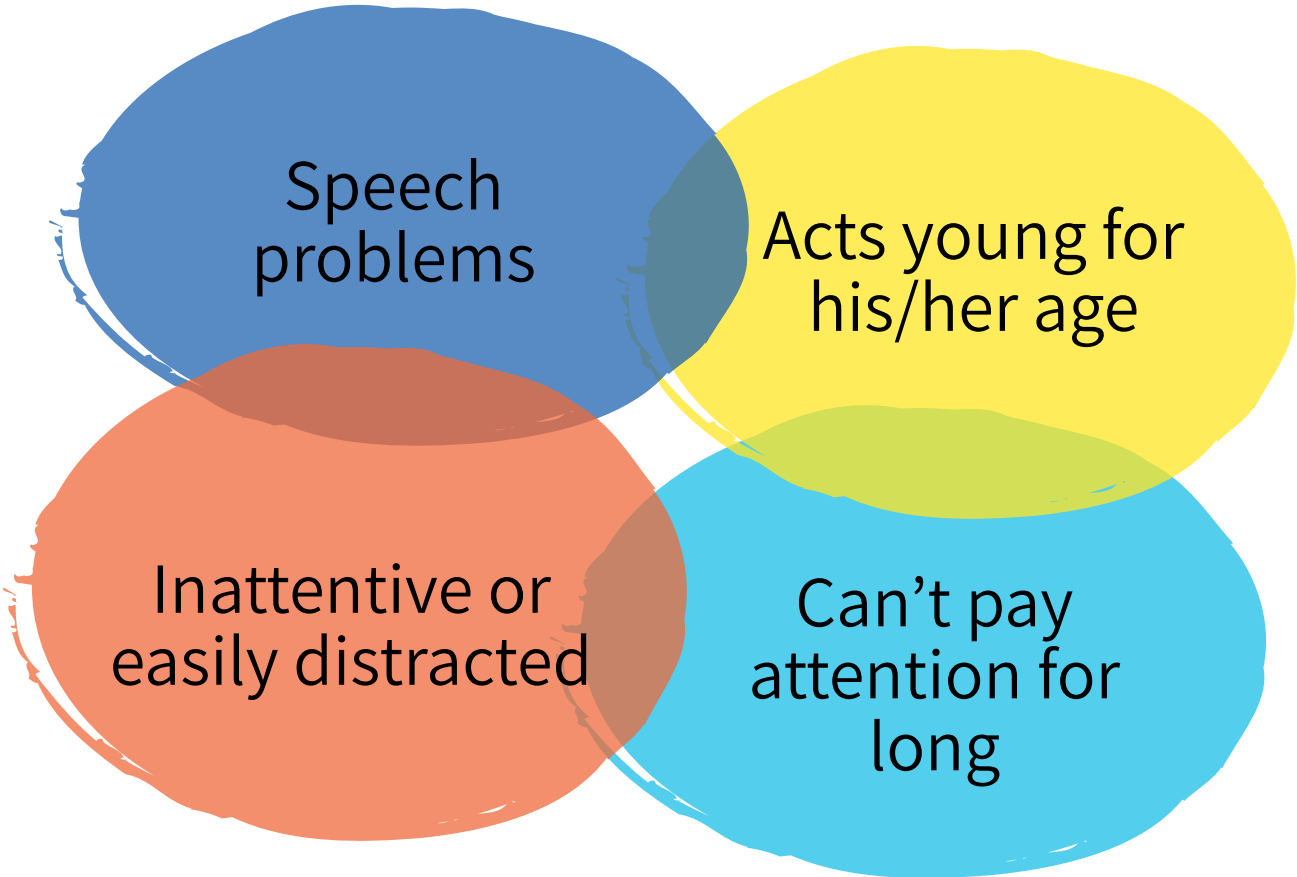 Speech
problems
Acts young for
his/her age
Inattentive or
easily distracted
Can’t pay
attention for
long